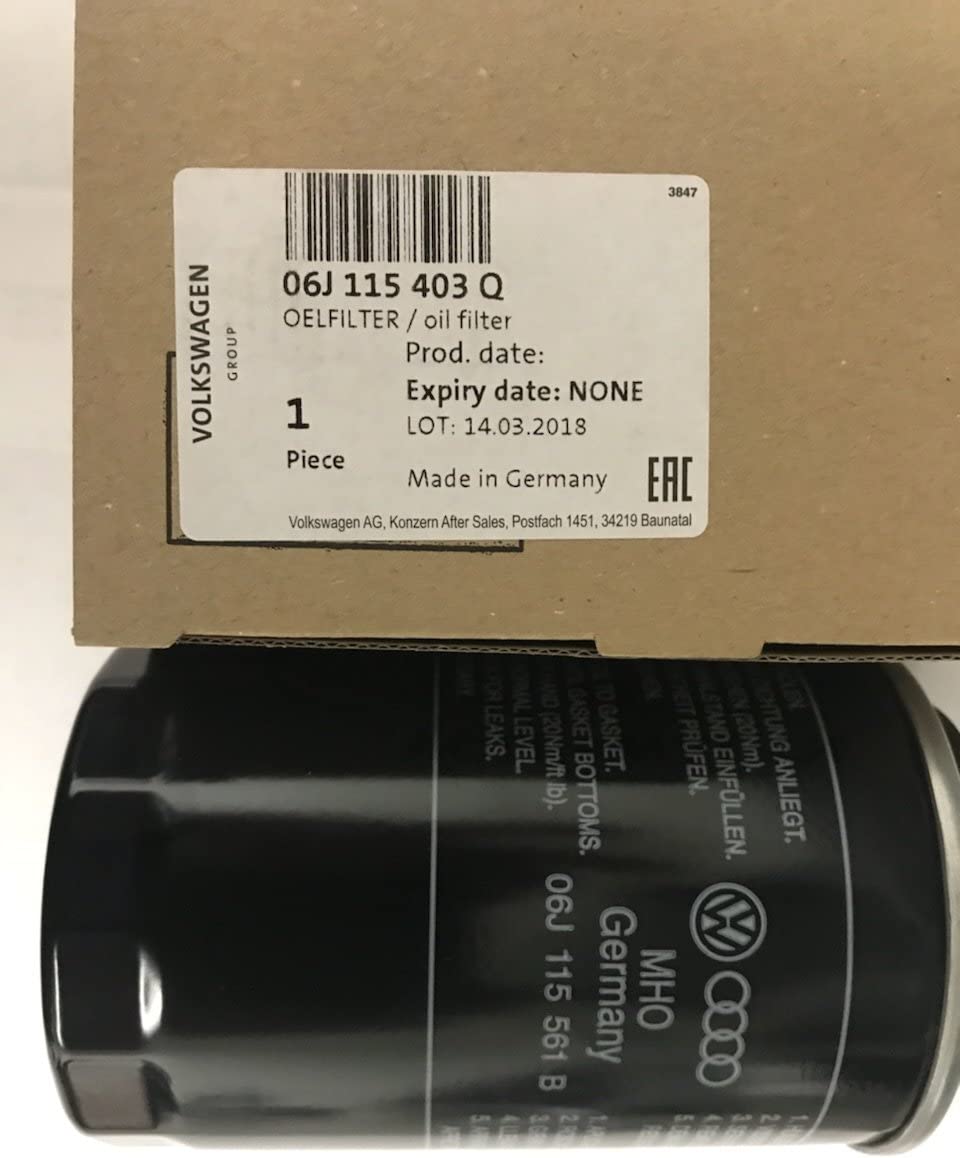 3847
06J 115 403 Q
OELFILTER / oil filter
VOLKSWAGEN
GROUP
Prod. date:
Expiry date: NONE
1
Piece
LOT: 14.03.2018
Made in Germany
EAC
Volkswagen AG, Konzern After Sales, Postfach 1451, 34219 Baunatal
ANLIEGT.
(20Nm).
EINFÜLLEN.
PRÜFEN.
TO GASKET.
GASKET BOTTOMS.
(20Nm/ft lb).
LEVEL.
LEAKS.
MHO
Germany
06J 115 561 B